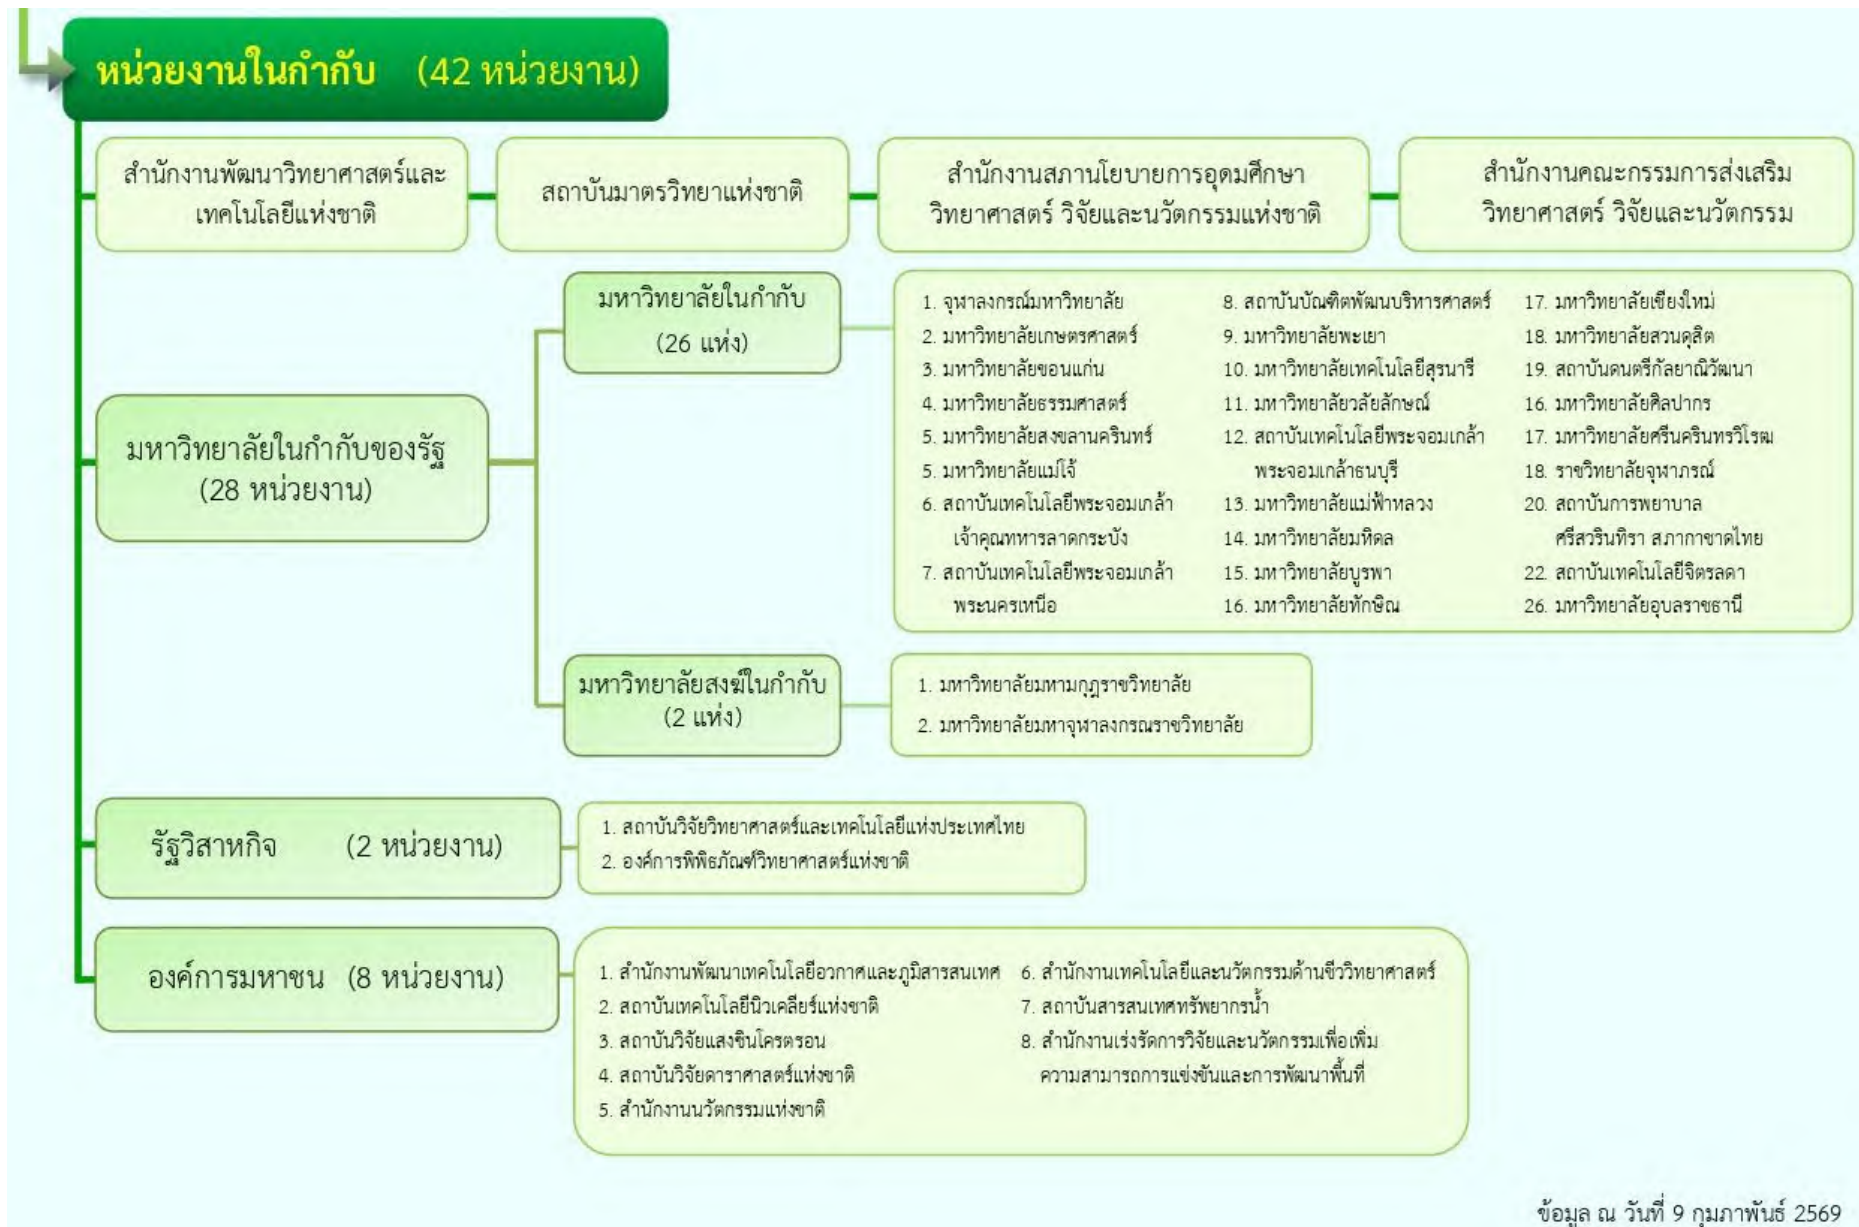 หน่วยงานในกำกับ (42 หน่วยงาน)
สำนักงานพัฒนาวิทยาศาสตร์และ
เทคโนโลยีแห่งชาติ
สถาบันมาตรวิทยาแห่งชาติ
สำนักงานสภานโยบายการอุดมศึกษา
วิทยาศาสตร์ วิจัยและนวัตกรรมแห่งชาติ
สำนักงานคณะกรรมการส่งเสริม
วิทยาศาสตร์ วิจัยและนวัตกรรม
มหาวิทยาลัยในกำกับของรัฐ
(28 หน่วยงาน)
มหาวิทยาลัยในกำกับ
(26 แห่ง)
1. จุฬาลงกรณ์มหาวิทยาลัย
2. มหาวิทยาลัยเกษตรศาสตร์
3. มหาวิทยาลัยขอนแก่น
4. มหาวิทยาลัยธรรมศาสตร์
5. มหาวิทยาลัยสงขลานครินทร์
5. มหาวิทยาลัยแม่โจ้
6. สถาบันเทคโนโลยีพระจอมเกล้า
เจ้าคุณทหารลาดกระบัง
7. สถาบันเทคโนโลยีพระจอมเกล้า
พระนครเหนือ
8. สถาบันบัณฑิตพัฒนบริหารศาสตร์
9. มหาวิทยาลัยพะเยา
10. มหาวิทยาลัยเทคโนโลยีสุรนารี
11. มหาวิทยาลัยวลัยลักษณ์
12. สถาบันเทคโนโลยีพระจอมเกล้า
พระจอมเกล้าธนบุรี
13. มหาวิทยาลัยแม่ฟ้าหลวง
14. มหาวิทยาลัยมหิดล
15. มหาวิทยาลัยบูรพา
16. มหาวิทยาลัยทักษิณ
17. มหาวิทยาลัยเชียงใหม่
18. มหาวิทยาลัยสวนดุสิต
19. สถาบันดนตรีกัลยาณิวัฒนา
16. มหาวิทยาลัยศิลปากร
17. มหาวิทยาลัยศรีนครินทรวิโรฒ
18. ราชวิทยาลัยจุฬาภรณ์
20. สถาบันการพยาบาล
ศรีสวรินทิรา สภากาชาดไทย
22. สถาบันเทคโนโลยีจิตรลดา
26. มหาวิทยาลัยอุบลราชธานี
มหาวิทยาลัยสงฆ์ในกำกับ
(2 แห่ง)
1. มหาวิทยาลัยมหามกุฎราชวิทยาลัย
2. มหาวิทยาลัยมหาจุฬาลงกรณราชวิทยาลัย
รัฐวิสาหกิจ (2 หน่วยงาน)
1. สถาบันวิจัยวิทยาศาสตร์และเทคโนโลยีแห่งประเทศไทย
2. องค์การพิพิธภัณฑ์วิทยาศาสตร์แห่งชาติ
องค์การมหาชน (8 หน่วยงาน)
1. สำนักงานพัฒนาเทคโนโลยีอวกาศและภูมิสารสนเทศ
2. สถาบันเทคโนโลยีนิวเคลียร์แห่งชาติ
3. สถาบันวิจัยแสงซินโครตรอน
4. สถาบันวิจัยดาราศาสตร์แห่งชาติ
5. สำนักงานนวัตกรรมแห่งชาติ
6. สำนักงานเทคโนโลยีและนวัตกรรมด้านชีววิทยาศาสตร์
7. สถาบันสารสนเทศทรัพยากรน้ำ
8. สำนักงานเร่งรัดการวิจัยและนวัตกรรมเพื่อเพิ่ม
ความสามารถการแข่งขันและการพัฒนาพื้นที่
ข้อมูล ณ วันที่ 9 กุมภาพันธ์ 2569